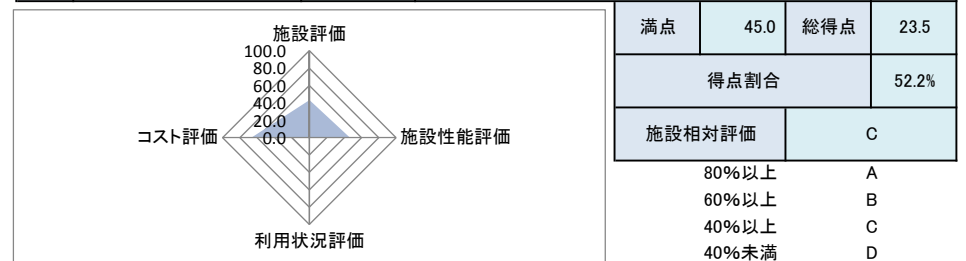 施設評価
100.0
80.0
60.0
40.0
20.0
0.0
コスト評価
施設性能評価
利用状況評価
満点 45.0 総得点 23.5
得点割合 52.2%
施設相対評価 C
80%以上 A
60%以上 B
40%以上 C
40%未満 D